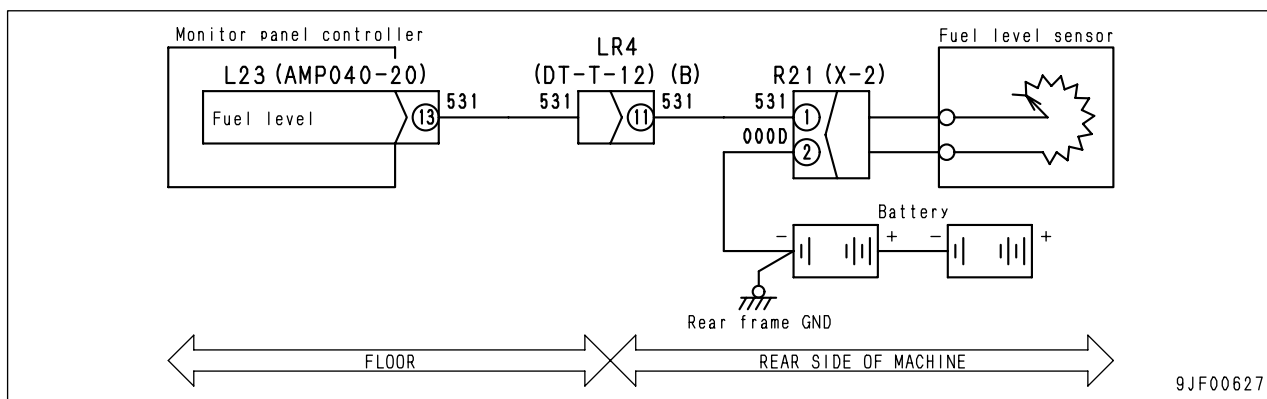 Monitor panel controller
Fuel level sensor
LR4
L23 (AMP040-20)
(DT-T-12) (B)
R21 (X-2)
Fuel level
13
531
531
11
531
531
1
000D
2
Battery
- + - +
Rear frame GND
FLOOR
REAR SIDE OF MACHINE
9JF00627